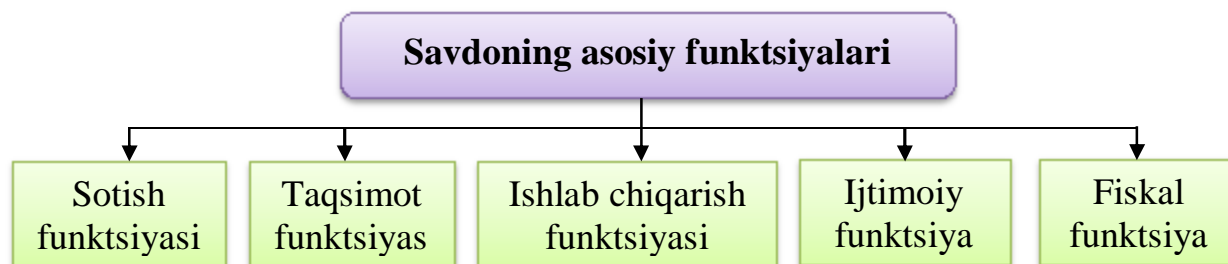 Savdoning asosiy funktsiyalari
Sotish
funktsiyasi
Taqsimot
funktsiyas
Ishlab chiqarish
funktsiyasi
Ijtimoiy
funktsiya
Fiskal
funktsiya